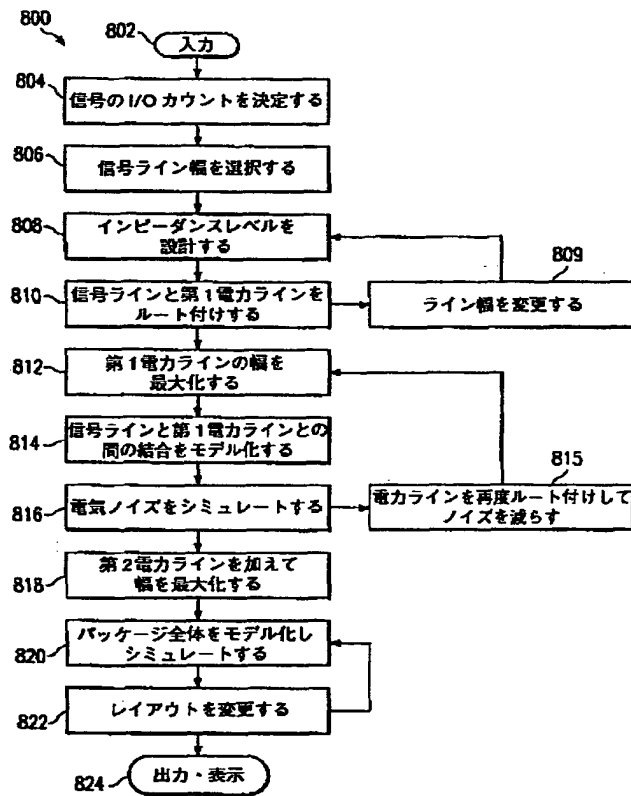 800
802
入力
804
信号のI/Oカウントを決定する
806
信号ライン幅を選択する
808
インピーダンスレベルを
設計する
809
ライン幅を変更する
810
信号ラインと第1電力ラインを
ルート付けする
812
第1電力ラインの幅を
最大化する
814
信号ラインと第1電力ラインとの
間の結合をモデル化する
815
電力ラインを再度ルート付けして
ノイズを減らす
816
電気ノイズをシミュレートする
818
第2電力ラインを加えて
幅を最大化する
820
パッケージ全体をモデル化し
シミュレートする
822
レイアウトを変更する
824
出力・表示